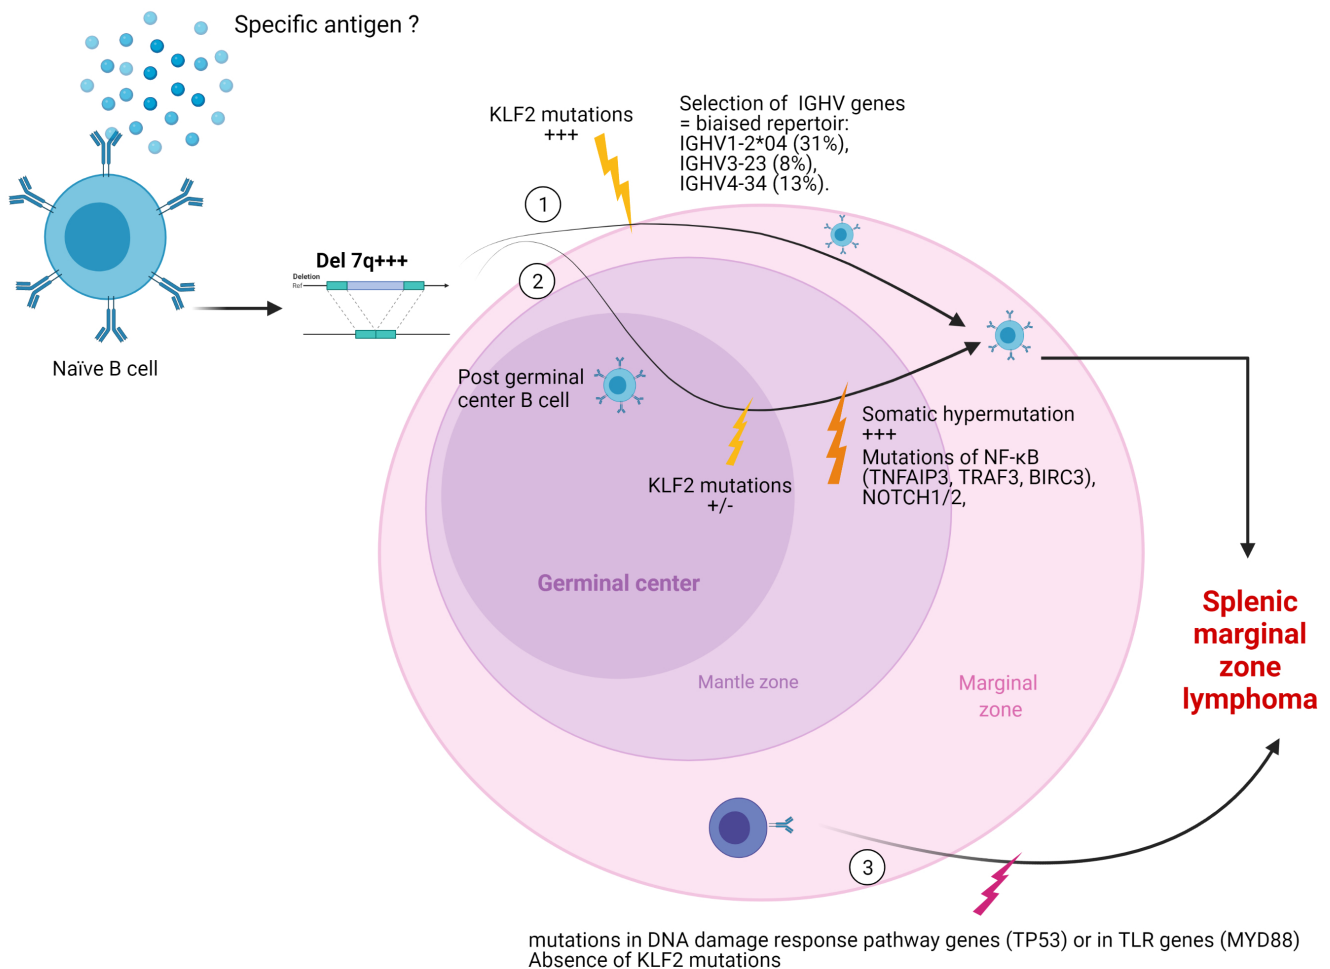 Specific antigen ?
KLF2 mutations
+++
Selection of  IGHV genes
= biaised repertoir:
IGHV1-2*04 (31%),
IGHV3-23 (8%),
IGHV4-34 (13%).
1
Del 7q+++
Deletion
Ref
2
Naïve B cell
Post germinal
center B cell
Somatic hypermutation
+++
Mutations of NF-κB
(TNFAIP3, TRAF3, BIRC3),
NOTCH1/2,
KLF2 mutations
+/-
Germinal center
Mantle zone
Marginal
zone
Splenic
marginal
zone
lymphoma
3
mutations in DNA damage response pathway genes (TP53) or in TLR genes (MYD88)
Absence of KLF2 mutations